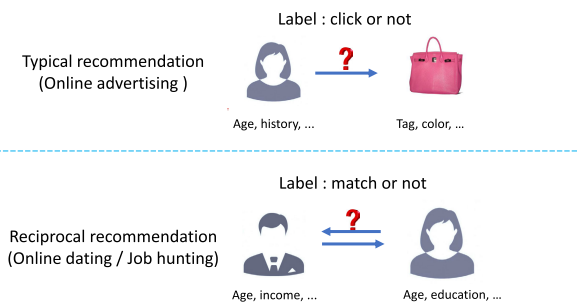 Label : click or not
Typical recommendation
(Online advertising )
?
Age, history, ...
Tag, color, ...
Label : match or not
Reciprocal recommendation
(Online dating / Job hunting)
?
Age, income, ...
Age, education, ...